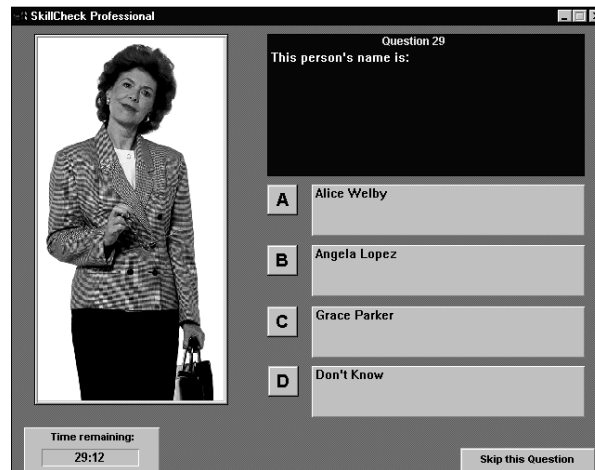 SkillCheck Professional
Question 29
This person's name is:
A
Alice Welby
B
Angela Lopez
C
Grace Parker
D
Don't Know
Time remaining:
29:12
Skip this Question